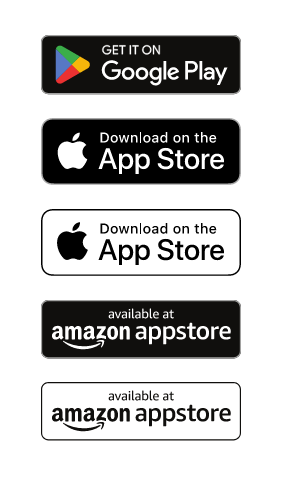 GET IT ON
Google Play
Download on the
App Store
Download on the
App Store
available at
amazon appstore
available at
amazon appstore